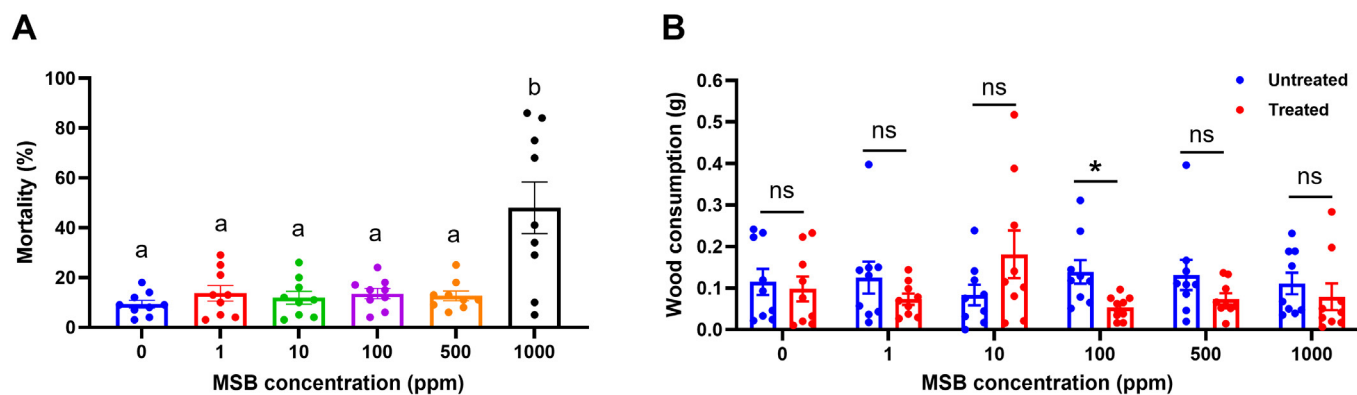 A
Mortality (%)
100
80
60
40
20
0
a
a
a
a
a
b
0 1 10 100 500 1000
MSB concentration (ppm)
B
Wood consumption (g)
0.6
0.5
0.4
0.3
0.2
0.1
0.0
ns
ns
ns
*
ns
ns
Untreated
Treated
0 1 10 100 500 1000
MSB concentration (ppm)